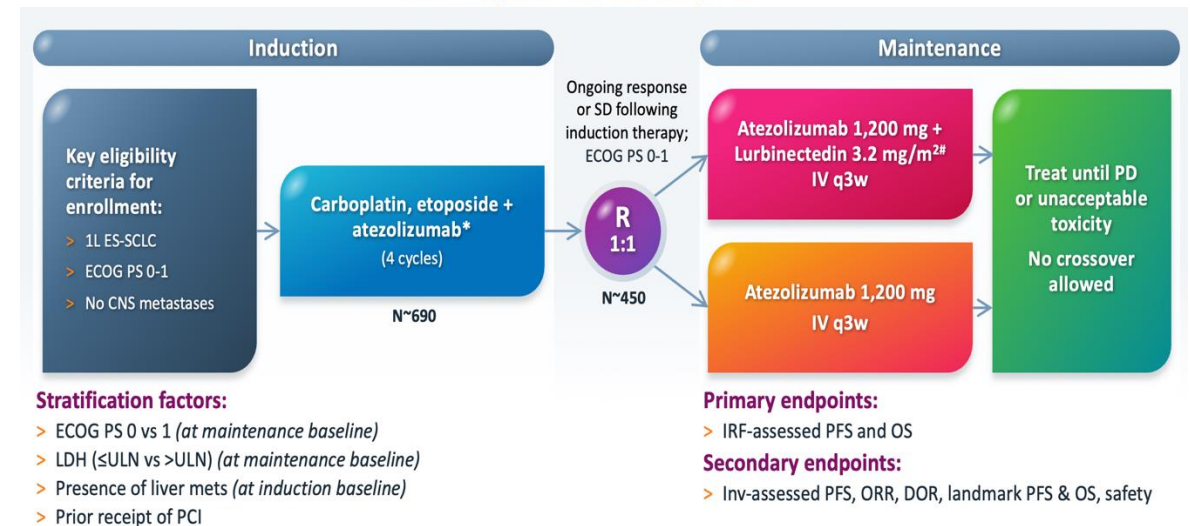 Induction
Maintenance
Key eligibility
criteria for
enrollment:
> 1L ES-SCLC
> ECOG PS 0-1
> No CNS metastases
Carboplatin, etoposide +
atezolizumab*
(4 cycles)
N~690
Ongoing response
or SD following
induction therapy;
ECOG PS 0-1
R
1:1
N~450
Atezolizumab 1,200 mg +
Lurbinectedin 3.2 mg/m²#
IV q3w
Atezolizumab 1,200 mg
IV q3w
Treat until PD
or unacceptable
toxicity
No crossover
allowed
Stratification factors:
> ECOG PS 0 vs 1 (at maintenance baseline)
> LDH (≤ULN vs >ULN) (at maintenance baseline)
> Presence of liver mets (at induction baseline)
> Prior receipt of PCI
Primary endpoints:
> IRF-assessed PFS and OS
Secondary endpoints:
> Inv-assessed PFS, ORR, DOR, landmark PFS & OS, safety